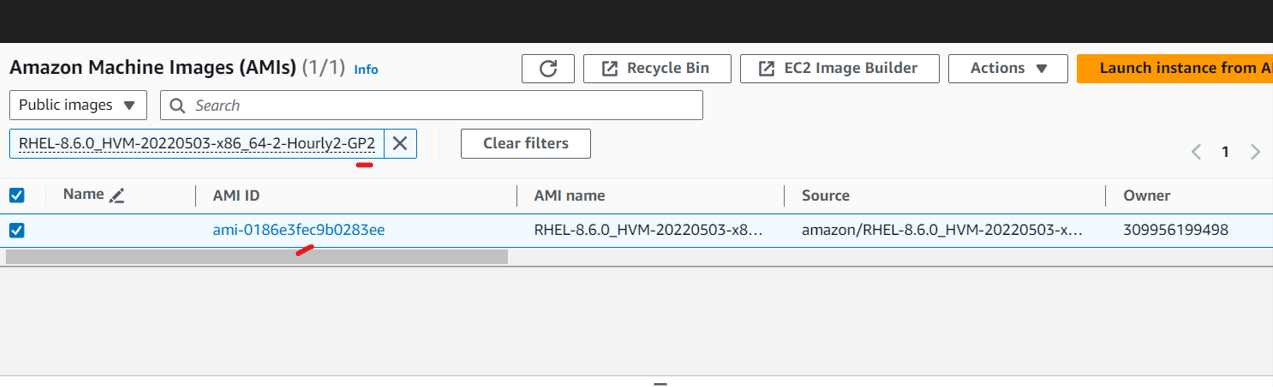 Amazon Machine Images (AMIs) (1/1) Info
Recycle Bin
EC2 Image Builder
Actions
Launch instance from AM
Public images
Search
RHEL-8.6.0_HVM-20220503-x86_64-2-Hourly2-GP2
Clear filters
1
Name
AMI ID
AMI name
Source
Owner
ami-0186e3fec9b0283ee
RHEL-8.6.0_HVM-20220503-x8...
amazon/RHEL-8.6.0_HVM-20220503-x...
309956199498